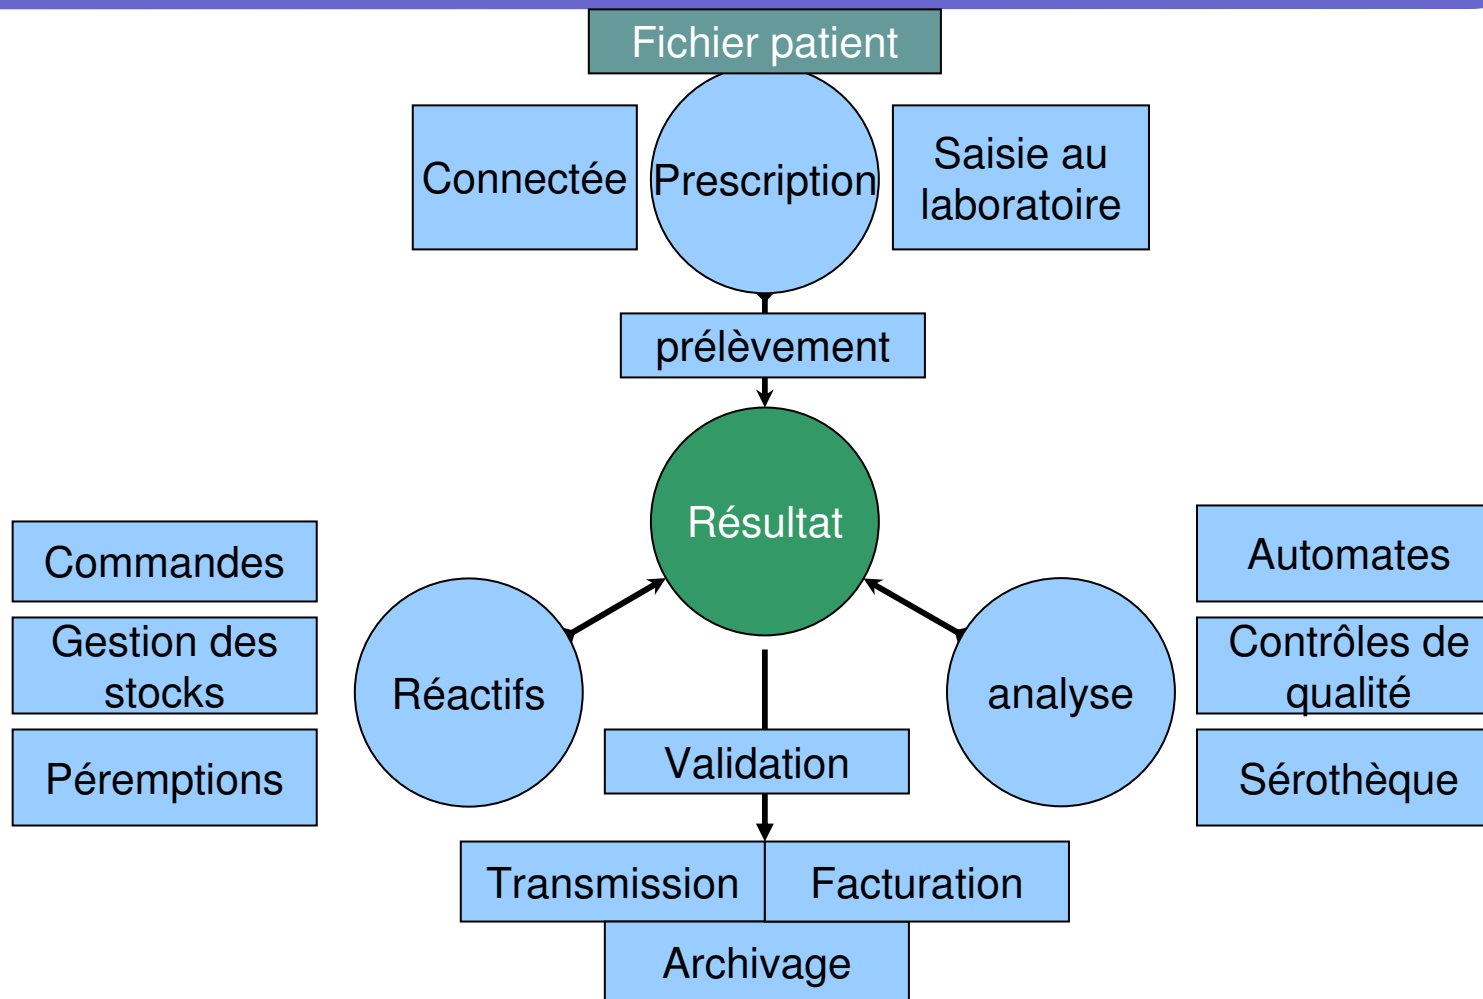 Fichier patient
Connectée
Prescription
Saisie au
laboratoire
prélèvement
Résultat
Commandes
Gestion des
stocks
Péremptions
Réactifs
analyse
Automates
Contrôles de
qualité
Sérothèque
Validation
Transmission
Facturation
Archivage